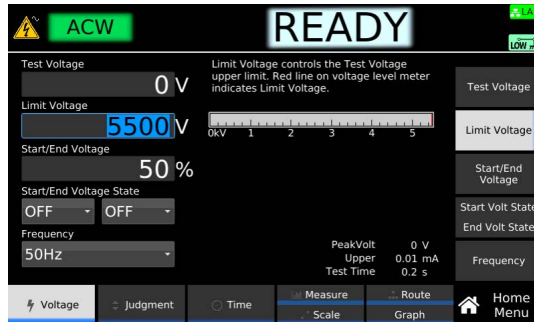 ACW
READY
LA
LOW
Test Voltage
0 V
Limit Voltage
5500 V
Start/End Voltage
50 %
Start/End Voltage State
OFF OFF
Frequency
50Hz
Limit Voltage controls the Test Voltage
upper limit. Red line on voltage level meter
indicates Limit Voltage.
0kV 1 2 3 4 5
PeakVolt 0 V
Upper 0.01 mA
Test Time 0.2 s
Test Voltage
Limit Voltage
Start/End
Voltage
Start Volt State
End Volt State
Frequency
Voltage
Judgment
Time
Measure
Scale
Route
Graph
Home
Menu